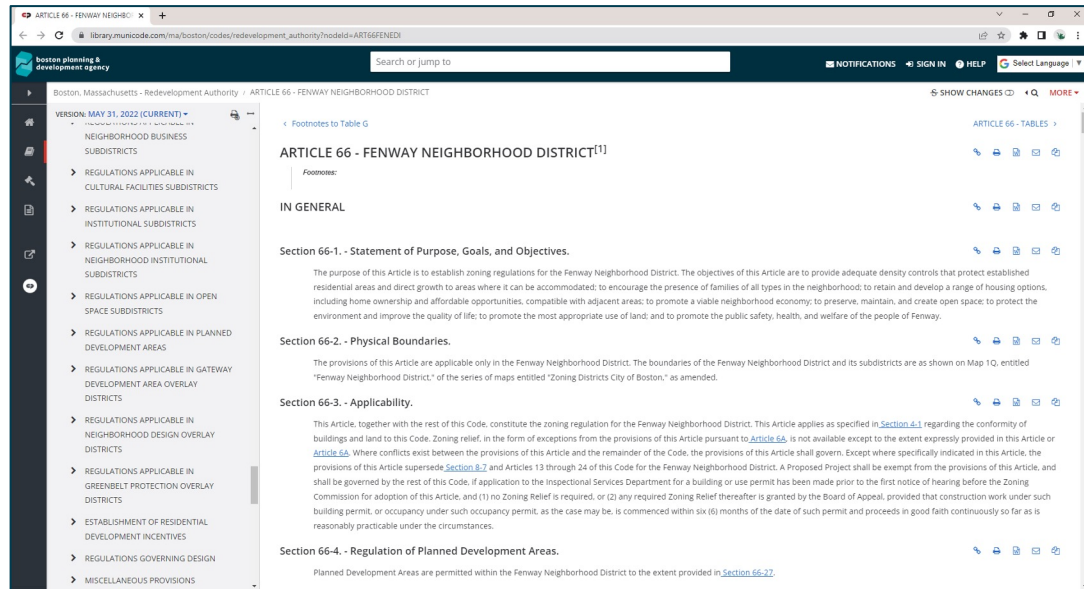 ARTICLE 66 - FENWAY NEIGHBO
library.municode.com/ma/boston/codes/redevelopment_authority?nodeId=ART66FENEDI
boston planning &
development agency
Search or jump to
NOTIFICATIONS
SIGN IN
HELP
Select Language
Boston, Massachusetts - Redevelopment Authority / ARTICLE 66 - FENWAY NEIGHBORHOOD DISTRICT
SHOW CHANGES
MORE
VERSION: MAY 31, 2022 (CURRENT)
NEIGHBORHOOD BUSINESS
SUBDISTRICTS
REGULATIONS APPLICABLE IN
CULTURAL FACILITIES SUBDISTRICTS
REGULATIONS APPLICABLE IN
INSTITUTIONAL SUBDISTRICTS
REGULATIONS APPLICABLE IN
NEIGHBORHOOD INSTITUTIONAL
SUBDISTRICTS
REGULATIONS APPLICABLE IN OPEN
SPACE SUBDISTRICTS
REGULATIONS APPLICABLE IN PLANNED
DEVELOPMENT AREAS
REGULATIONS APPLICABLE IN GATEWAY
DEVELOPMENT AREA OVERLAY
DISTRICTS
REGULATIONS APPLICABLE IN
NEIGHBORHOOD DESIGN OVERLAY
DISTRICTS
REGULATIONS APPLICABLE IN
GREENBELT PROTECTION OVERLAY
DISTRICTS
ESTABLISHMENT OF RESIDENTIAL
DEVELOPMENT INCENTIVES
REGULATIONS GOVERNING DESIGN
MISCELLANEOUS PROVISIONS
< Footnotes to Table G
ARTICLE 66 - TABLES >
ARTICLE 66 - FENWAY NEIGHBORHOOD DISTRICT[1]
Footnotes:
IN GENERAL
Section 66-1. - Statement of Purpose, Goals, and Objectives.
The purpose of this Article is to establish zoning regulations for the Fenway Neighborhood District. The objectives of this Article are to provide adequate density controls that protect established
residential areas and direct growth to areas where it can be accommodated; to encourage the presence of families of all types in the neighborhood; to retain and develop a range of housing options,
including home ownership and affordable opportunities, compatible with adjacent areas; to promote a viable neighborhood economy; to preserve, maintain, and create open space; to protect the
environment and improve the quality of life; to promote the most appropriate use of land; and to promote the public safety, health, and welfare of the people of Fenway.
Section 66-2. - Physical Boundaries.
The provisions of this Article are applicable only in the Fenway Neighborhood District. The boundaries of the Fenway Neighborhood District and its subdistricts are as shown on Map 1Q, entitled
"Fenway Neighborhood District," of the series of maps entitled "Zoning Districts City of Boston," as amended.
Section 66-3. - Applicability.
This Article, together with the rest of this Code, constitute the zoning regulation for the Fenway Neighborhood District. This Article applies as specified in Section 4-1 regarding the conformity of
buildings and land to this Code. Zoning relief, in the form of exceptions from the provisions of this Article pursuant to Article 6A, is not available except to the extent expressly provided in this Article or
Article 6A. Where conflicts exist between the provisions of this Article and the remainder of the Code, the provisions of this Article shall govern. Except where specifically indicated in this Article, the
provisions of this Article supersede Section 8-7 and Articles 13 through 24 of this Code for the Fenway Neighborhood District. A Proposed Project shall be exempt from the provisions of this Article, and
shall be governed by the rest of this Code, if application to the Inspectional Services Department for a building or use permit has been made prior to the first notice of hearing before the Zoning
Commission for adoption of this Article, and (1) no Zoning Relief is required, or (2) any required Zoning Relief thereafter is granted by the Board of Appeal, provided that construction work under such
building permit, or occupancy under such occupancy permit, as the case may be, is commenced within six (6) months of the date of such permit and proceeds in good faith continuously so far as is
reasonably practicable under the circumstances.
Section 66-4. - Regulation of Planned Development Areas.
Planned Development Areas are permitted within the Fenway Neighborhood District to the extent provided in Section 66-27.